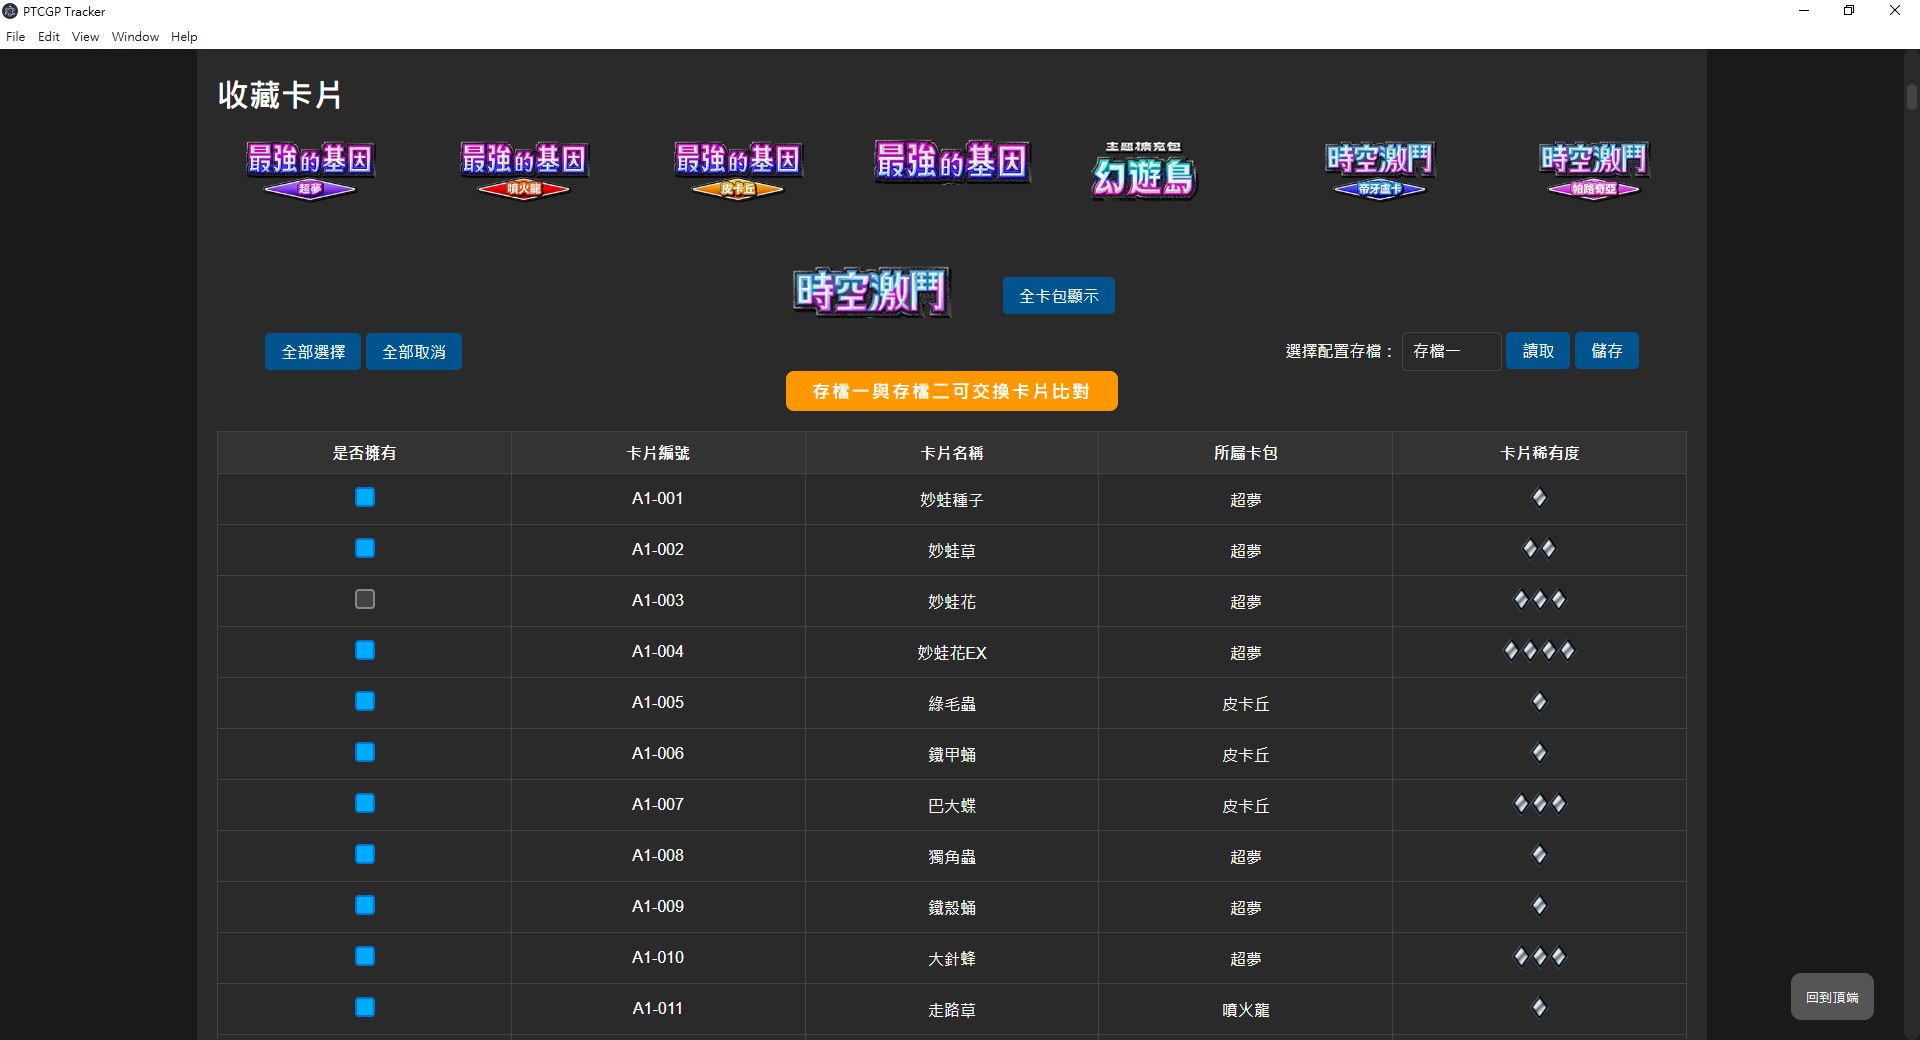 PTCGP Tracker
File Edit View Window Help
收藏卡片
最強的基因
超夢
最強的基因
噴火龍
最強的基因
皮卡丘
最強的基因
主題擴充包
幻遊島
時空激鬥
帝牙盧卡
時空激鬥
帕路奇亞
時空激鬥
全卡包顯示
全部選擇 全部取消
選擇配置存檔： 存檔一 讀取 儲存
存檔一與存檔二可交換卡片比對
是否擁有 卡片編號 卡片名稱 所屬卡包 卡片稀有度
A1-001 妙蛙種子 超夢
A1-002 妙蛙草 超夢
A1-003 妙蛙花 超夢
A1-004 妙蛙花EX 超夢
A1-005 綠毛蟲 皮卡丘
A1-006 鐵甲蛹 皮卡丘
A1-007 巴大蝶 皮卡丘
A1-008 獨角蟲 超夢
A1-009 鐵殼蛹 超夢
A1-010 大針蜂 超夢
A1-011 走路草 噴火龍
回到頂端